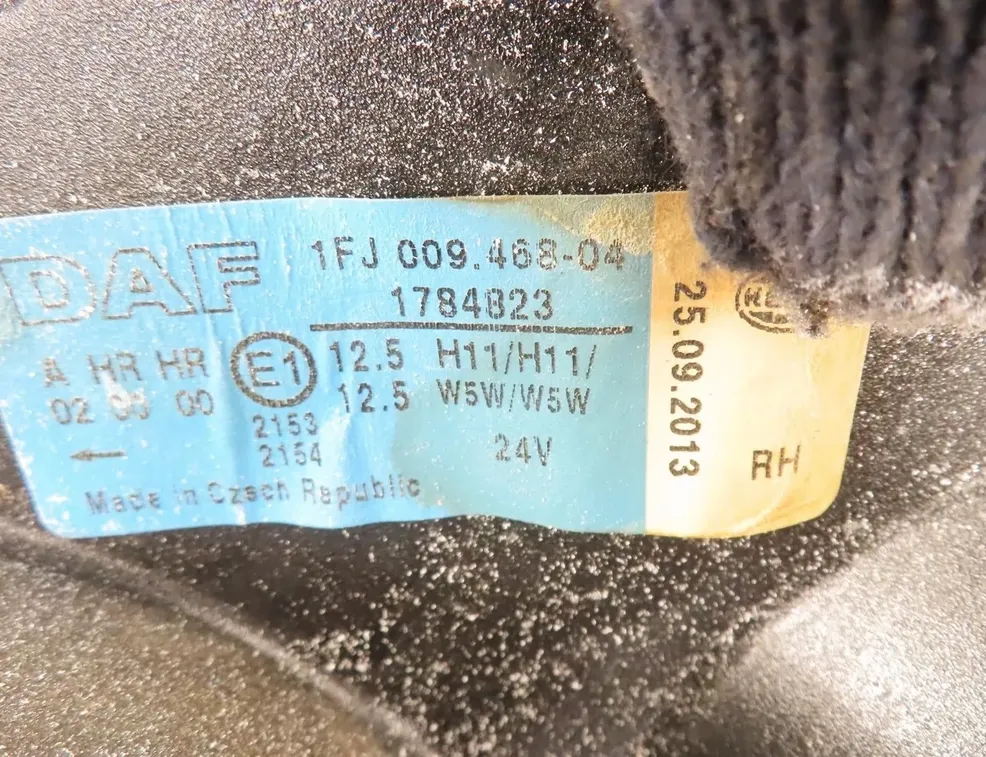 DAF
1FJ 009.468-04
1784823
A HR HR
02 00 00
E1
2153
2154
12.5 H11/H11/
12.5 W5W/W5W
24V
←
Made in Czech Republic
25.09.2013
RH